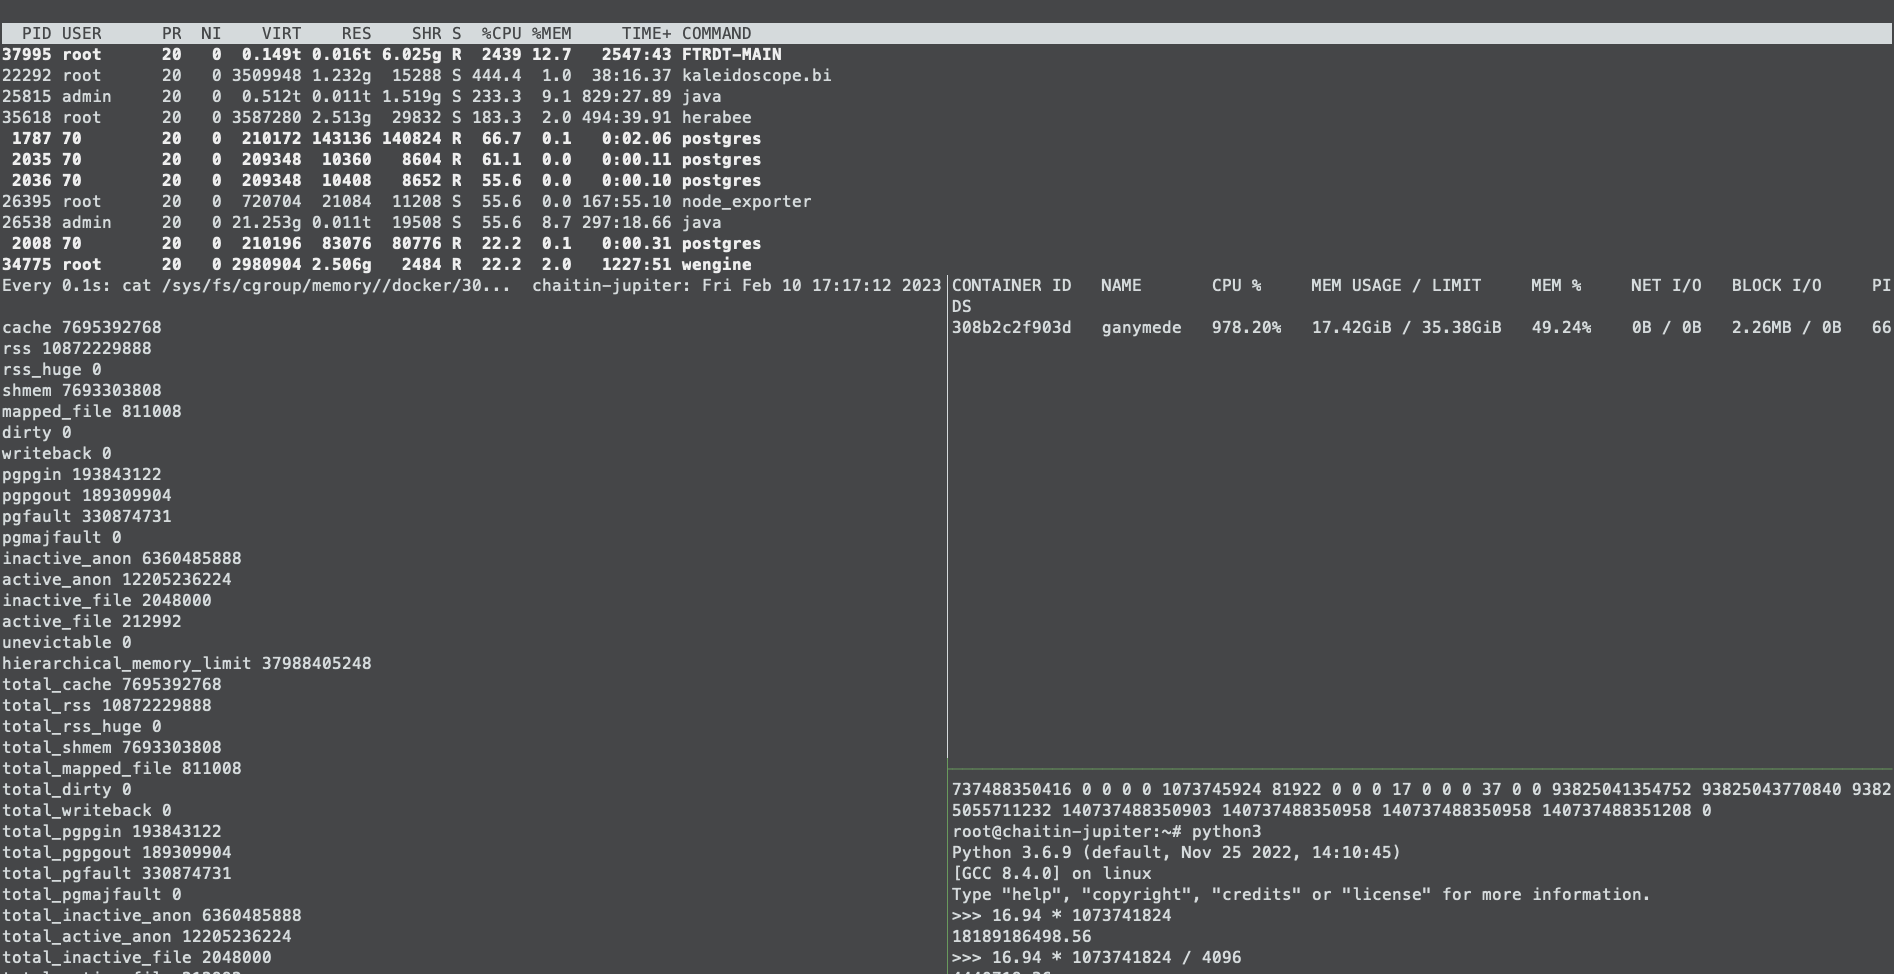 PID USER PR NI VIRT RES SHR S %CPU %MEM TIME+ COMMAND
37995 root 20 0 0.149t 0.016t 6.025g R 2439 12.7 2547:43 FTRDT-MAIN
22292 root 20 0 3509948 1.232g 15288 S 444.4 1.0 38:16.37 kaleidoscope.bi
25815 admin 20 0 0.512t 0.011t 1.519g S 233.3 9.1 829:27.89 java
35618 root 20 0 3587280 2.513g 29832 S 183.3 2.0 494:39.91 herabee
1787 70 20 0 210172 143136 140824 R 66.7 0.1 0:02.06 postgres
2035 70 20 0 209348 10360 8604 R 61.1 0.0 0:00.11 postgres
2036 70 20 0 209348 10408 8652 R 55.6 0.0 0:00.10 postgres
26395 root 20 0 720704 21084 11208 S 55.6 0.0 167:55.10 node_exporter
26538 admin 20 0 21.253g 0.011t 19508 S 55.6 8.7 297:18.66 java
2008 70 20 0 210196 83076 80776 R 22.2 0.1 0:00.31 postgres
34775 root 20 0 2980904 2.506g 2484 R 22.2 2.0 1227:51 wengine
Every 0.1s: cat /sys/fs/cgroup/memory//docker/30... chaitin-jupiter: Fri Feb 10 17:17:12 2023
cache 7695392768
rss 10872229888
rss_huge 0
shmem 7693303808
mapped_file 811008
dirty 0
writeback 0
pgpgin 193843122
pgpgout 189309904
pgfault 330874731
pgmajfault 0
inactive_anon 6360485888
active_anon 12205236224
inactive_file 2048000
active_file 212992
unevictable 0
hierarchical_memory_limit 37988405248
total_cache 7695392768
total_rss 10872229888
total_rss_huge 0
total_shmem 7693303808
total_mapped_file 811008
total_dirty 0
total_writeback 0
total_pgpgin 193843122
total_pgpgout 189309904
total_pgfault 330874731
total_pgmajfault 0
total_inactive_anon 6360485888
total_active_anon 12205236224
total_inactive_file 2048000
CONTAINER ID NAME CPU % MEM USAGE / LIMIT MEM % NET I/O BLOCK I/O PI
DS
308b2c2f903d ganymede 978.20% 17.42GiB / 35.38GiB 49.24% 0B / 0B 2.26MB / 0B 66
737488350416 0 0 0 0 1073745924 81922 0 0 0 17 0 0 0 37 0 0 93825041354752 93825043770840 9382
5055711232 140737488350903 140737488350958 140737488350958 140737488351208 0
root@chaitin-jupiter:~# python3
Python 3.6.9 (default, Nov 25 2022, 14:10:45)
[GCC 8.4.0] on linux
Type "help", "copyright", "credits" or "license" for more information.
>>> 16.94 * 1073741824
18189186498.56
>>> 16.94 * 1073741824 / 4096